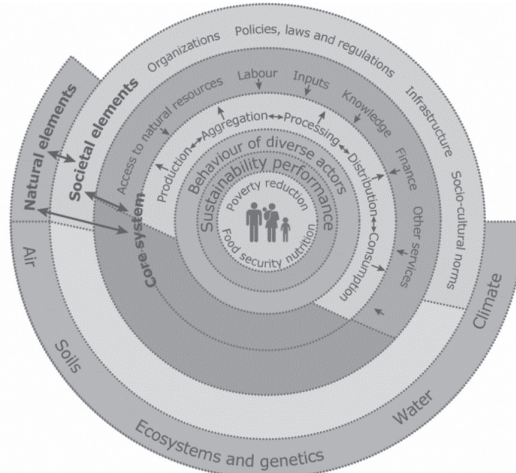 Organizations
Policies, laws and regulations
Infrastructure
Socio-cultural norms
Societal elements
Natural elements
Access to natural resources
Labour
Inputs
Knowledge
Finance
Other services
Core system
Production
Aggregation
Processing
Distribution
Consumption
Behaviour of diverse actors
Sustainability performance
Poverty reduction
Food security nutrition
Air
Soils
Ecosystems and genetics
Water
Climate